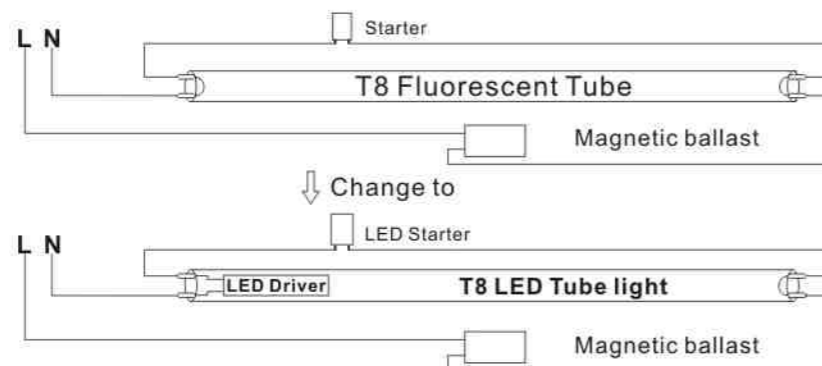 L N
Starter
T8 Fluorescent Tube
Magnetic ballast
Change to
L N
LED Starter
LED Driver
T8 LED Tube light
Magnetic ballast